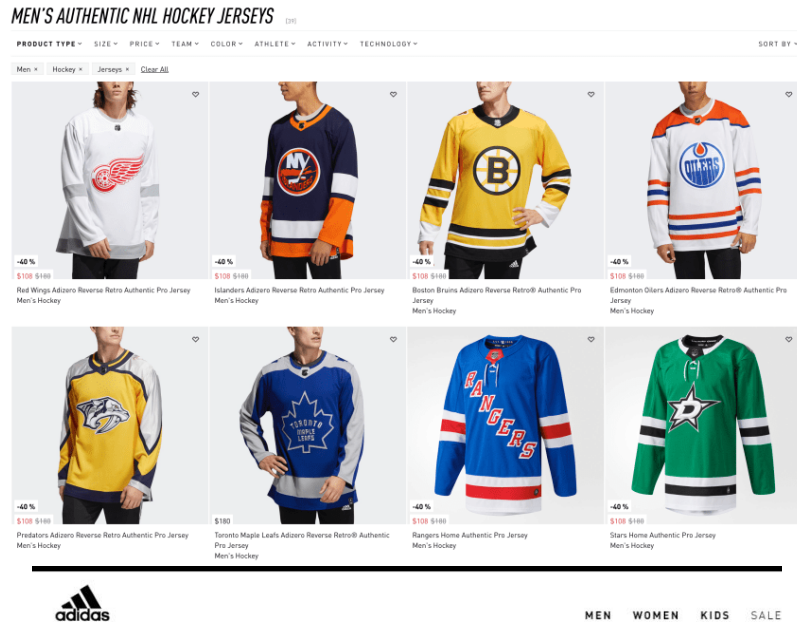 MEN'S AUTHENTIC NHL HOCKEY JERSEYS [39]
PRODUCT TYPE SIZE PRICE TEAM COLOR ATHLETE ACTIVITY TECHNOLOGY SORT BY
Men × Hockey × Jerseys × Clear All
NY
ISLANDERS
B
OILERS
-40 %
-40 %
-40 %
-40 %
$108 $180
$108 $180
$108 $180
$108 $180
Red Wings Adizero Reverse Retro Authentic Pro Jersey
Men's Hockey
Islanders Adizero Reverse Retro Authentic Pro Jersey
Men's Hockey
Boston Bruins Adizero Reverse Retro® Authentic Pro
Jersey
Men's Hockey
Edmonton Oilers Adizero Reverse Retro® Authentic Pro
Jersey
Men's Hockey
TORONTO
MAPLE
LEAFS
RANGERS
D
-40 %
-40 %
-40 %
$108 $180
$180
$108 $180
$108 $180
Predators Adizero Reverse Retro Authentic Pro Jersey
Men's Hockey
Toronto Maple Leafs Adizero Reverse Retro® Authentic
Pro Jersey
Men's Hockey
Rangers Home Authentic Pro Jersey
Men's Hockey
Stars Home Authentic Pro Jersey
Men's Hockey
adidas
MEN WOMEN KIDS SALE